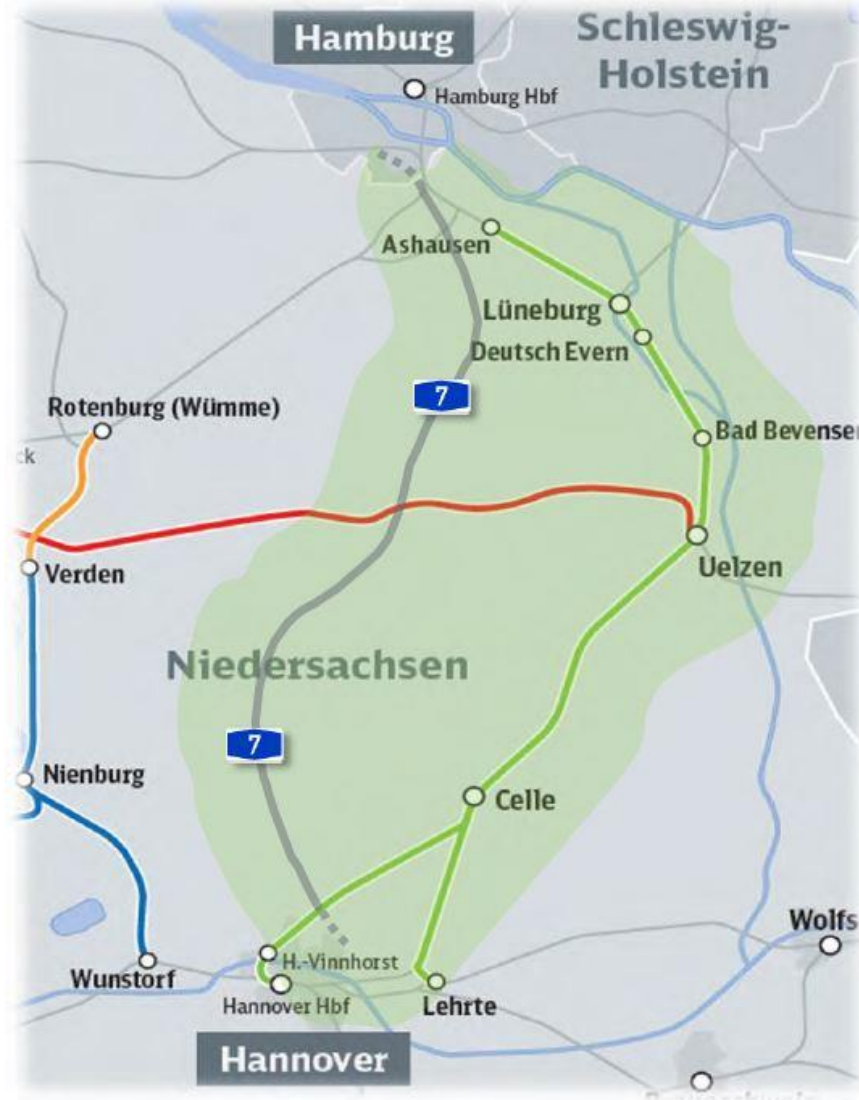 Hamburg
Schleswig-
Holstein
Hamburg Hbf
Ashausen
Lüneburg
Deutsch Evern
7
Rotenburg (Wümme)
Bad Bevensen
ck
Verden
Uelzen
Niedersachsen
7
Nienburg
Celle
Wolfs
H.-Vinnhorst
Wunstorf
Hannover Hbf
Lehrte
Hannover